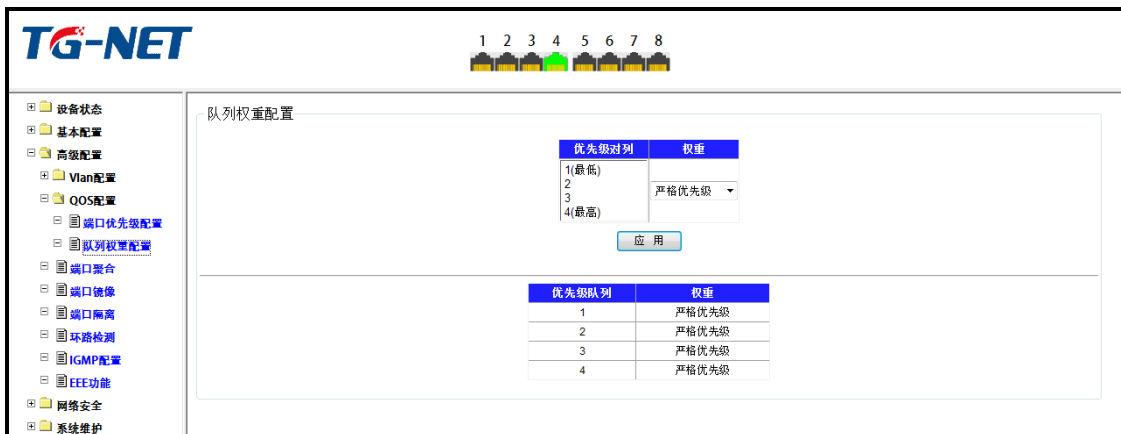 TG-NET
1 2 3 4 5 6 7 8
设备状态
基本配置
高级配置
Vlan配置
QOS配置
端口优先级配置
队列权重配置
端口聚合
端口镜像
端口隔离
环路检测
IGMP配置
EEE功能
网络安全
系统维护
队列权重配置
优先级对列 权重
1(最低)
2
3
4(最高)
严格优先级
应 用
优先级队列 权重
1 严格优先级
2 严格优先级
3 严格优先级
4 严格优先级